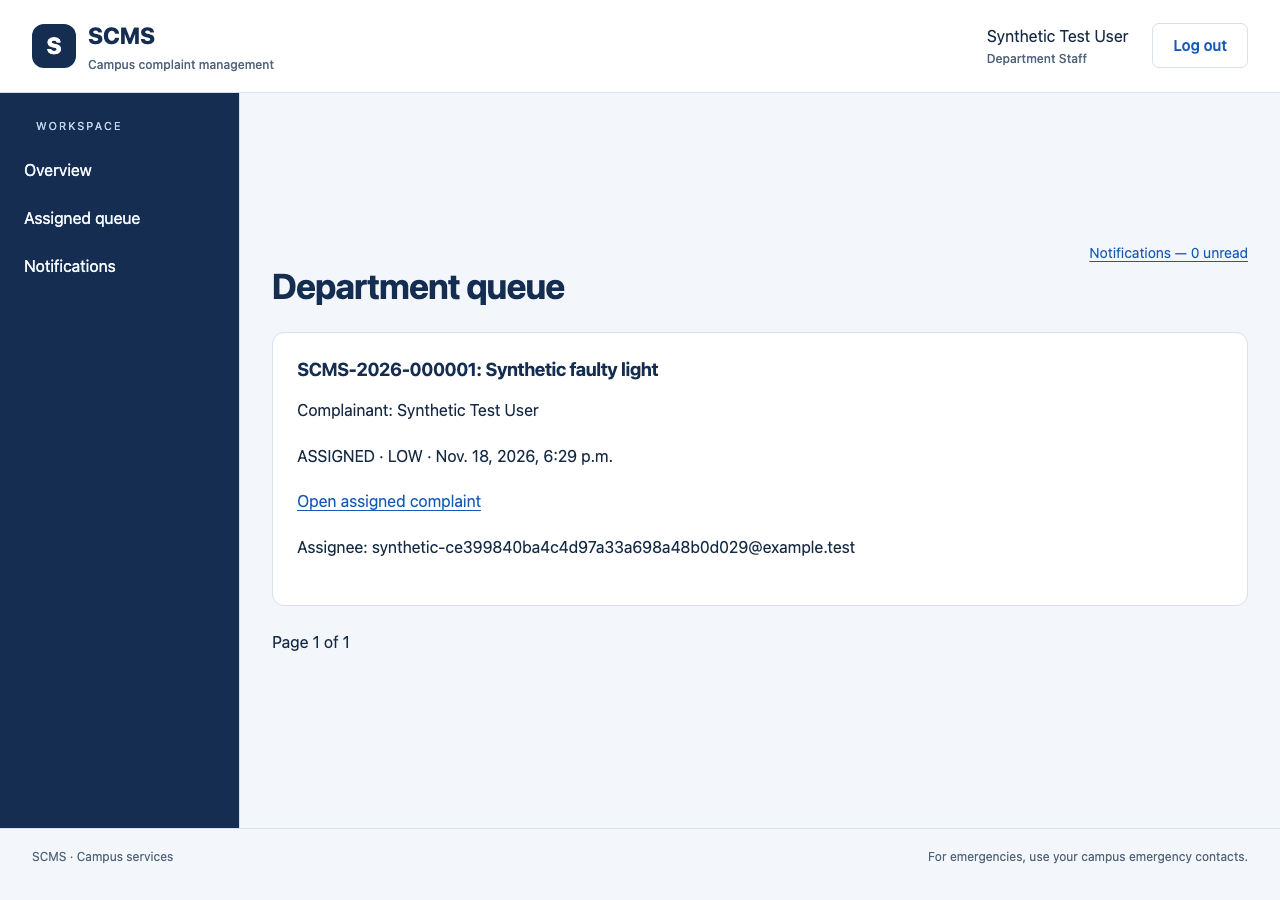 S
SCMS
Campus complaint management
Synthetic Test User
Department Staff
Log out
WORKSPACE
Overview
Assigned queue
Notifications
Notifications — 0 unread
Department queue
SCMS-2026-000001: Synthetic faulty light
Complainant: Synthetic Test User
ASSIGNED · LOW · Nov. 18, 2026, 6:29 p.m.
Open assigned complaint
Assignee: synthetic-ce399840ba4c4d97a33a698a48b0d029@example.test
Page 1 of 1
SCMS · Campus services
For emergencies, use your campus emergency contacts.